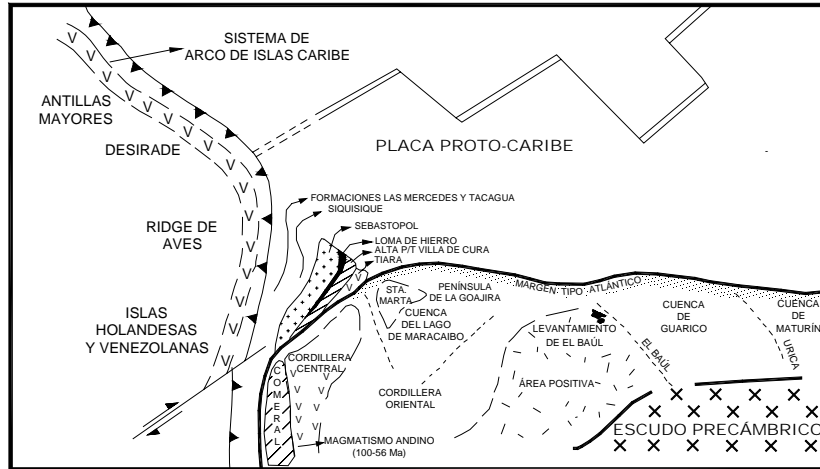 SISTEMA DE
ARCO DE ISLAS CARIBE
ANTILLAS
MAYORES
DESIRADE
PLACA PROTO-CARIBE
FORMACIONES LAS MERCEDES Y TACAGUA
SIQUISIQUE
SEBASTOPOL
LOMA DE HIERRO
ALTA P/T VILLA DE CURA
TIARA
RIDGE DE
AVES
MARGEN TIPO ATLÁNTICO
STA.
MARTA
PENÍNSULA
DE LA GOAJIRA
CUENCA
DEL LAGO
DE MARACAIBO
CUENCA
DE
GUARICO
CUENCA
DE
MATURÍN
ISLAS
HOLANDESAS
Y VENEZOLANAS
LEVANTAMIENTO
DE EL BAÚL
EL BAÚL
URICA
CORDILLERA
CENTRAL
CORDILLERA
ORIENTAL
ÁREA POSITIVA
COMERAL
ESCUDO PRECÁMBRICO
MAGMATISMO ANDINO
(100-56 Ma)